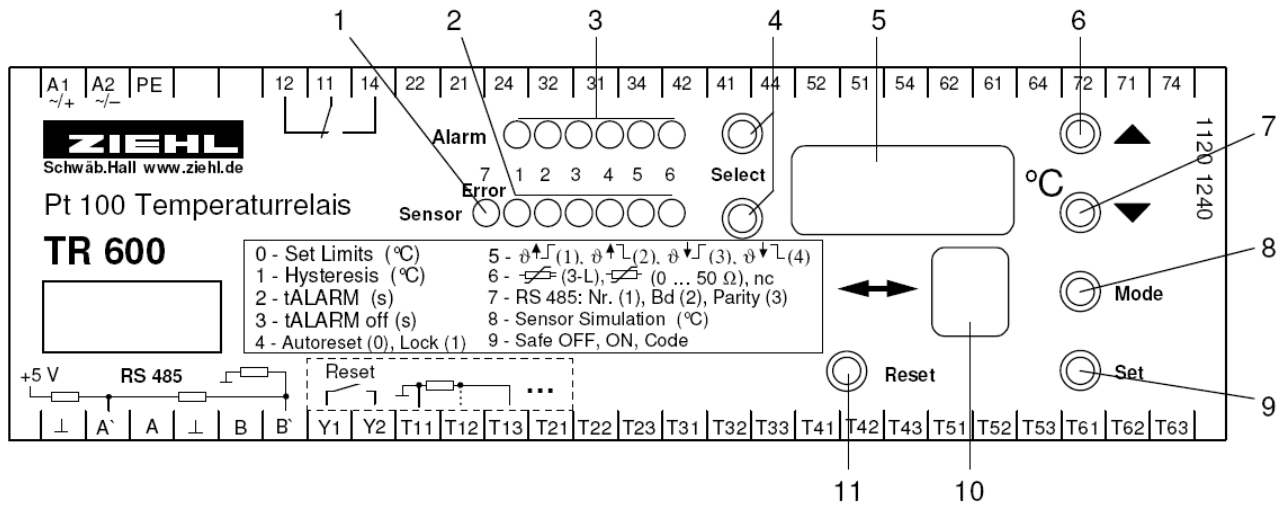 1 2 3 4 5 6
A1 A2 PE 12 11 14 22 21 24 32 31 34 42 41 44 52 51 54 62 61 64 72 71 74
~/+ ~/–
ZIEHL
Schwäb.Hall www.ziehl.de
Alarm
7 1 2 3 4 5 6
Error
Sensor
Select
°C
7
1120 1240
Pt 100 Temperaturrelais
TR 600
0 - Set Limits (°C)
1 - Hysteresis (°C)
2 - tALARM (s)
3 - tALARM off (s)
4 - Autoreset (0), Lock (1)
5 - ϑ (1), ϑ (2), ϑ (3), ϑ (4)
6 - (3-L), (0 ... 50 Ω), nc
7 - RS 485: Nr. (1), Bd (2), Parity (3)
8 - Sensor Simulation (°C)
9 - Safe OFF, ON, Code
Mode
8
Reset
Set
9
+5 V RS 485
Reset
...
⊥ A` A ⊥ B B` Y1 Y2 T11 T12 T13 T21 T22 T23 T31 T32 T33 T41 T42 T43 T51 T52 T53 T61 T62 T63
11 10